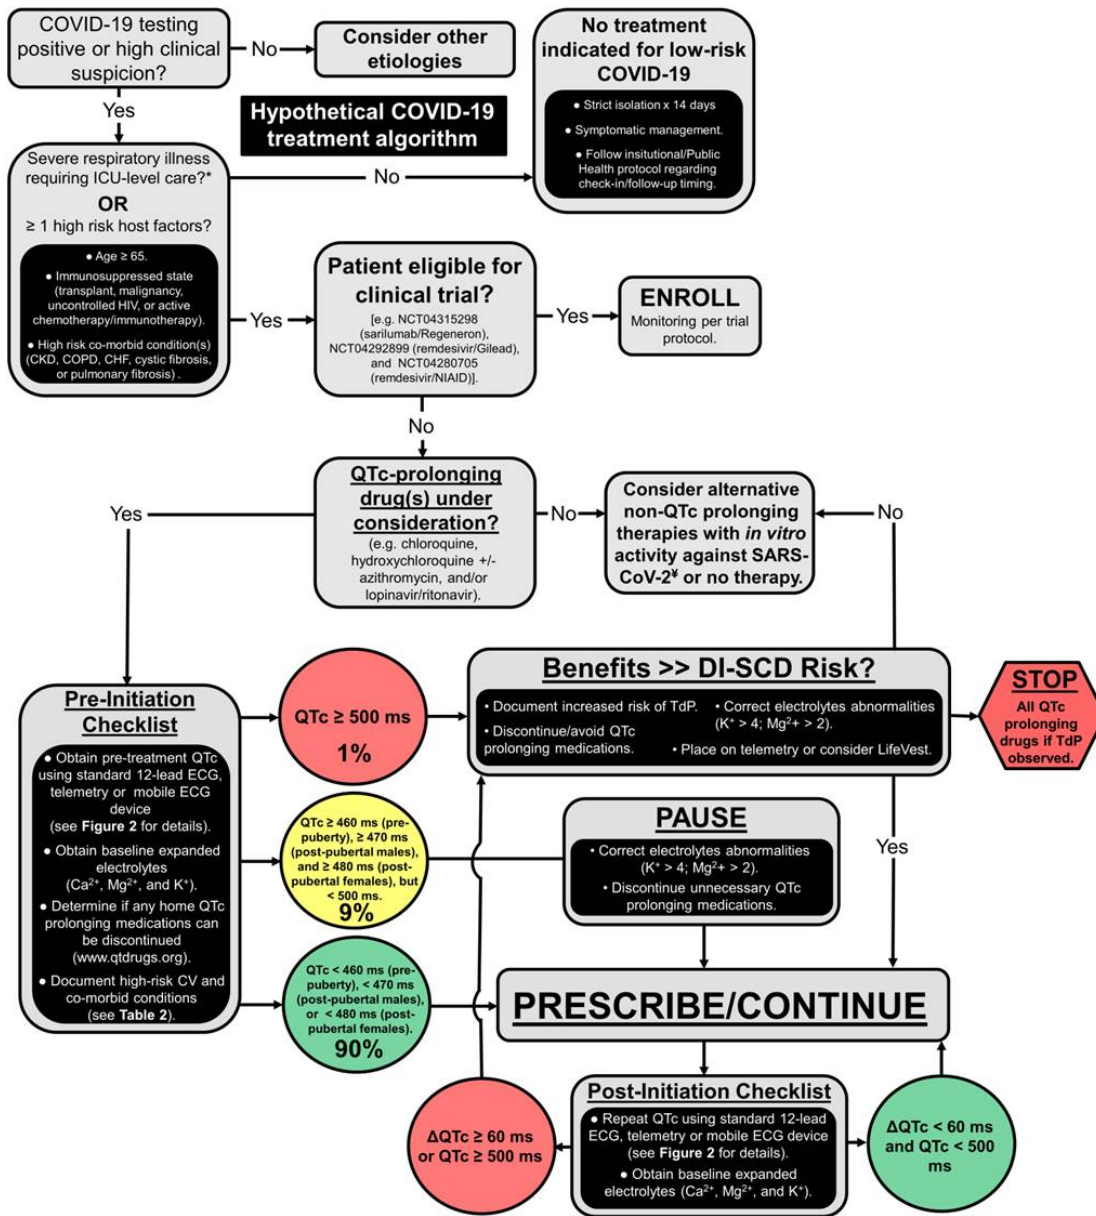 COVID-19 testing
positive or high clinical
suspicion?
No
Consider other
etiologies
No treatment
indicated for low-risk
COVID-19
● Strict isolation x 14 days
● Symptomatic management.
● Follow insitutional/Public
Health protocol regarding
check-in/follow-up timing.
Yes
Hypothetical COVID-19
treatment algorithm
Severe respiratory illness
requiring ICU-level care?*
OR
≥ 1 high risk host factors?
● Age ≥ 65.
● Immunosuppressed state
(transplant, malignancy,
uncontrolled HIV, or active
chemotherapy/immunotherapy).
● High risk co-morbid condition(s)
(CKD, COPD, CHF, cystic fibrosis,
or pulmonary fibrosis) .
No
Yes
Patient eligible for
clinical trial?
[e.g. NCT04315298
(sarilumab/Regeneron),
NCT04292899 (remdesivir/Gilead),
and NCT04280705
(remdesivir/NIAID)].
Yes
ENROLL
Monitoring per trial
protocol.
No
QTc-prolonging
drug(s) under
consideration?
(e.g. chloroquine,
hydroxychloroquine +/-
azithromycin, and/or
lopinavir/ritonavir).
Yes
No
Consider alternative
non-QTc prolonging
therapies with in vitro
activity against SARS-
CoV-2¥ or no therapy.
No
Pre-Initiation
Checklist
● Obtain pre-treatment QTc
using standard 12-lead ECG,
telemetry or mobile ECG
device
(see Figure 2 for details).
● Obtain baseline expanded
electrolytes
(Ca²⁺, Mg²⁺, and K⁺).
● Determine if any home QTc
prolonging medications can
be discontinued
(www.qtdrugs.org).
● Document high-risk CV and
co-morbid conditions
(see Table 2).
QTc ≥ 500 ms
1%
QTc ≥ 460 ms (pre-
puberty), ≥ 470 ms
(post-pubertal males),
and ≥ 480 ms (post-
pubertal females), but
< 500 ms.
9%
QTc < 460 ms (pre-
puberty), < 470 ms
(post-pubertal males),
or < 480 ms (post-
pubertal females).
90%
Benefits >> DI-SCD Risk?
• Document increased risk of TdP.
• Discontinue/avoid QTc
prolonging medications.
• Correct electrolytes abnormalities
(K⁺ > 4; Mg²+ > 2).
• Place on telemetry or consider LifeVest.
STOP
All QTc
prolonging
drugs if TdP
observed.
PAUSE
• Correct electrolytes abnormalities
(K⁺ > 4; Mg²+ > 2).
• Discontinue unnecessary QTc
prolonging medications.
Yes
PRESCRIBE/CONTINUE
Post-Initiation Checklist
● Repeat QTc using standard 12-lead
ECG, telemetry or mobile ECG device
(see Figure 2 for details).
● Obtain baseline expanded
electrolytes (Ca²⁺, Mg²⁺, and K⁺).
ΔQTc ≥ 60 ms
or QTc ≥ 500 ms
ΔQTc < 60 ms
and QTc < 500
ms